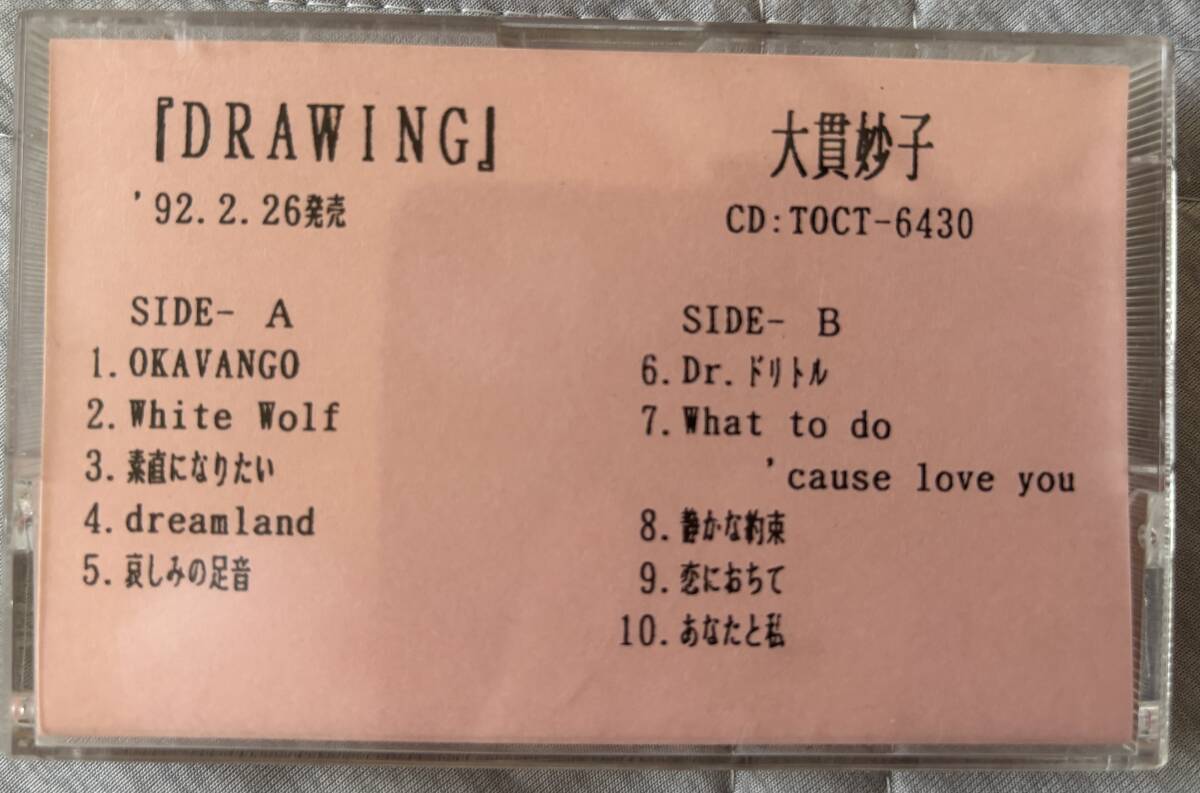 『DRAWING』
'92.2.26発売
大貫妙子
CD:TOCT-6430
SIDE- A
1.OKAVANGO
2.White Wolf
3.素直になりたい
4.dreamland
5.哀しみの足音
SIDE- B
6.Dr.ドリトル
7.What to do
'cause love you
8.静かな約束
9.恋におちて
10.あなたと私